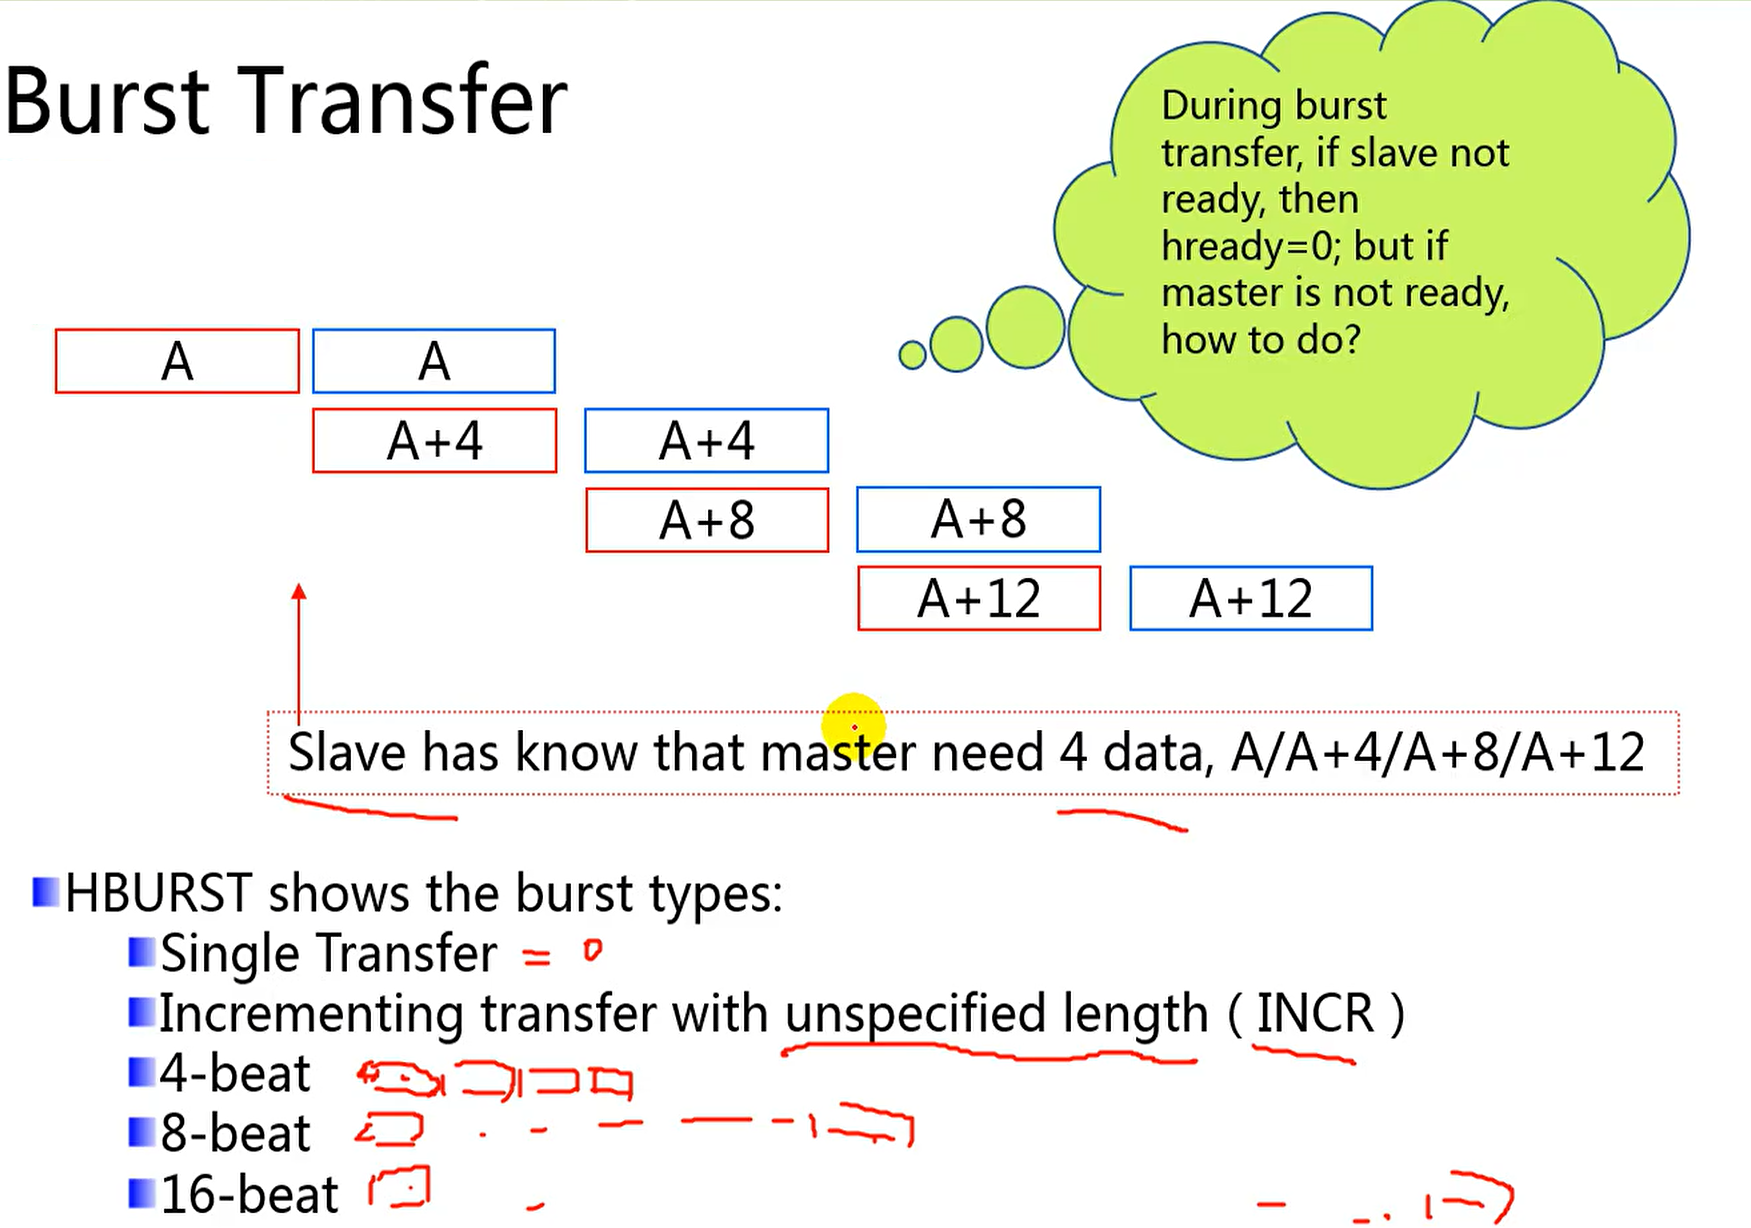 Burst Transfer
During burst
transfer, if slave not
ready, then
hready=0; but if
master is not ready,
how to do?
A A
A+4 A+4
A+8 A+8
A+12 A+12
Slave has know that master need 4 data, A/A+4/A+8/A+12
HBURST shows the burst types:
Single Transfer = 0
Incrementing transfer with unspecified length ( INCR )
4-beat
8-beat
16-beat